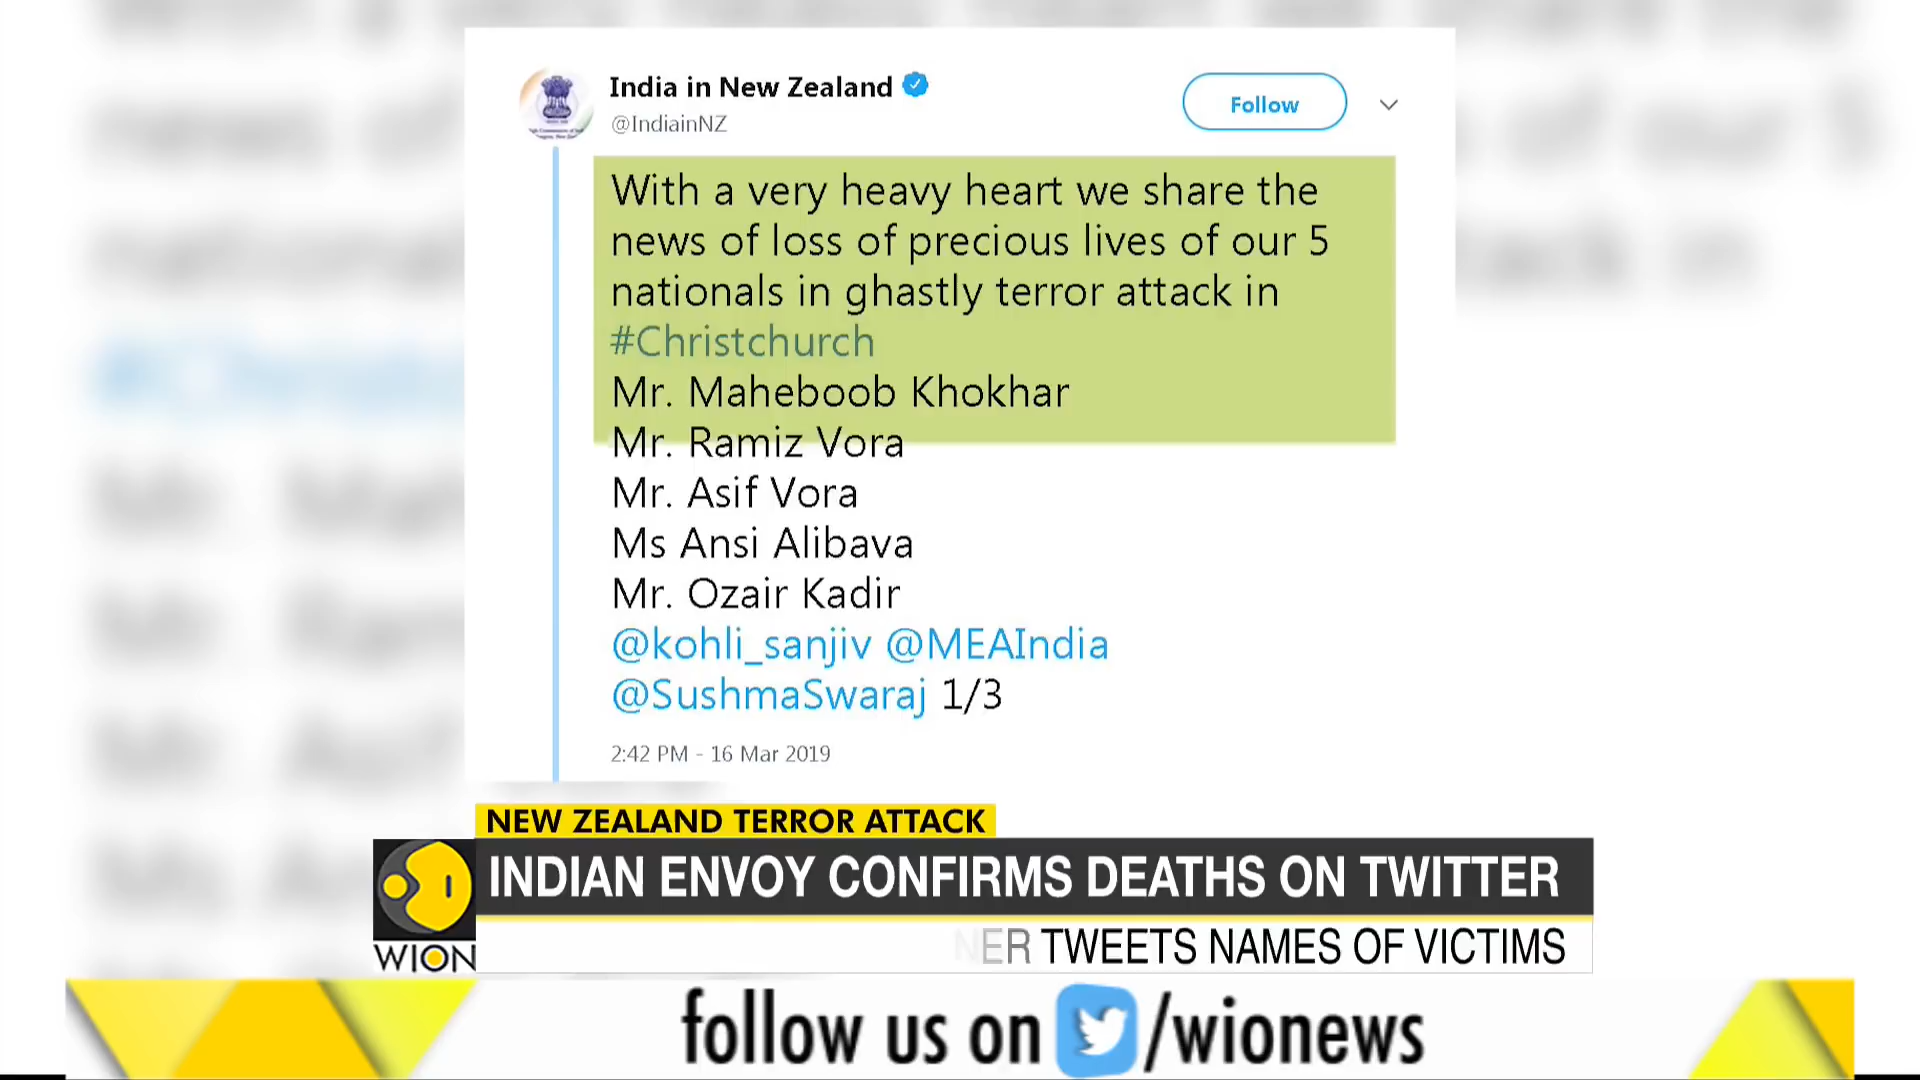 India in New Zealand
@IndiainNZ
Follow
With a very heavy heart we share the
news of loss of precious lives of our 5
nationals in ghastly terror attack in
#Christchurch
Mr. Maheboob Khokhar
Mr. Ramiz Vora
Mr. Asif Vora
Ms Ansi Alibava
Mr. Ozair Kadir
@kohli_sanjiv @MEAIndia
@SushmaSwaraj 1/3
2:42 PM - 16 Mar 2019
NEW ZEALAND TERROR ATTACK
INDIAN ENVOY CONFIRMS DEATHS ON TWITTER
NER TWEETS NAMES OF VICTIMS
WION
follow us on /wionews